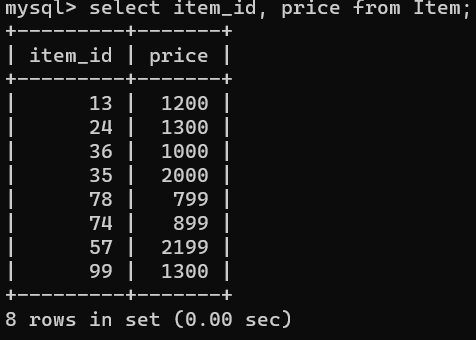 mysql> select item_id, price from Item;
+---------+-------+
| item_id | price |
+---------+-------+
|      13 |  1200 |
|      24 |  1300 |
|      36 |  1000 |
|      35 |  2000 |
|      78 |   799 |
|      74 |   899 |
|      57 |  2199 |
|      99 |  1300 |
+---------+-------+
8 rows in set (0.00 sec)